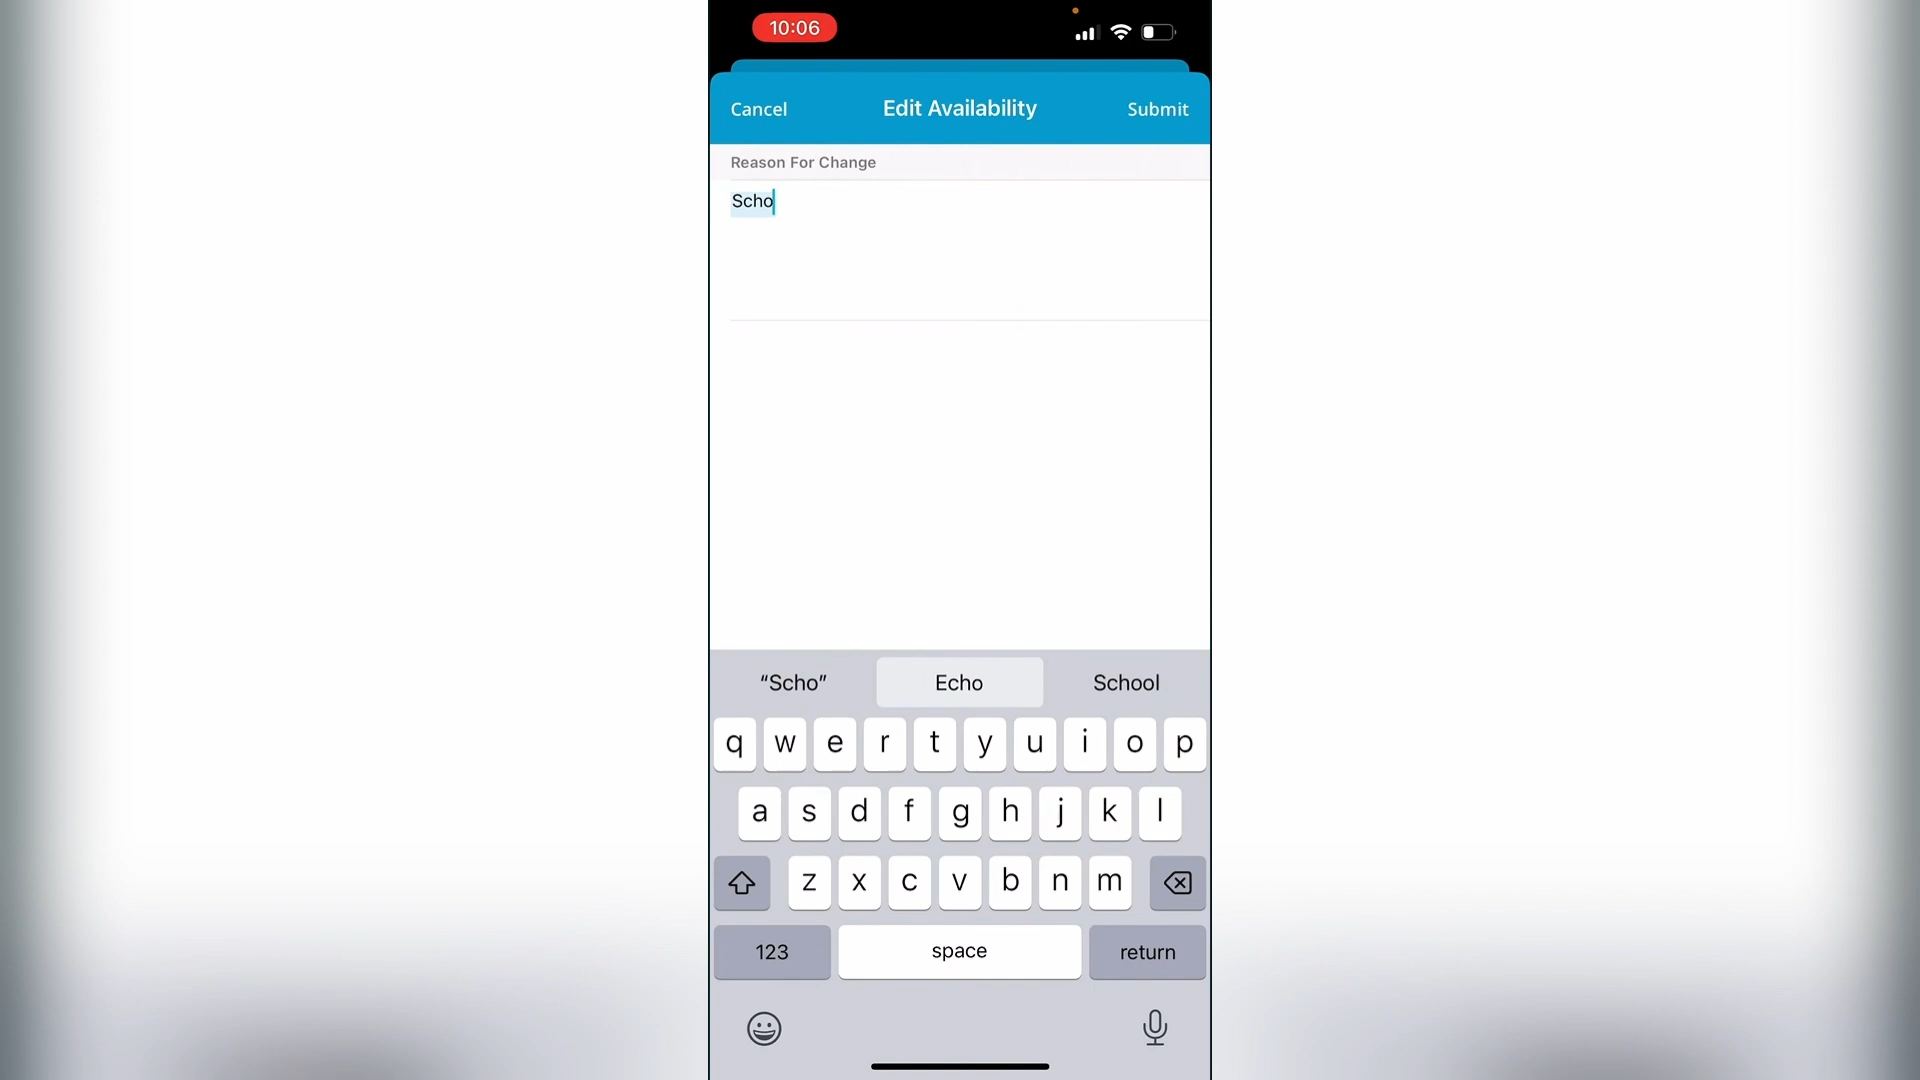 10:06
Cancel Edit Availability Submit
Reason For Change
Scho
“Scho” Echo School
q w e r t y u i o p
a s d f g h j k l
z x c v b n m
123 space return